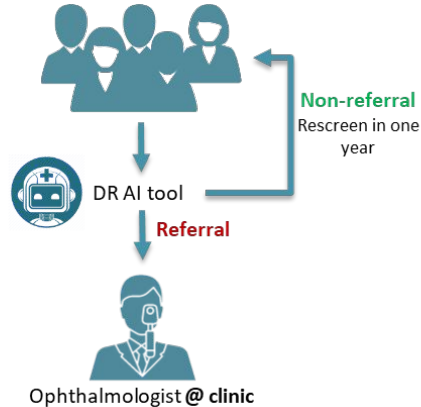 Non-referral
Rescreen in one
year
DR AI tool
Referral
Ophthalmologist @ clinic